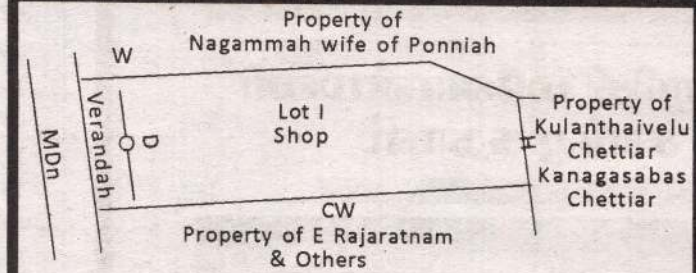 Property of
Nagammah wife of Ponniah
W
MDn
Verandah
D
Lot I
Shop
H
Property of
Kulanthaivelu
Chettiar
Kanagasabas
Chettiar
CW
Property of E Rajaratnam
& Others